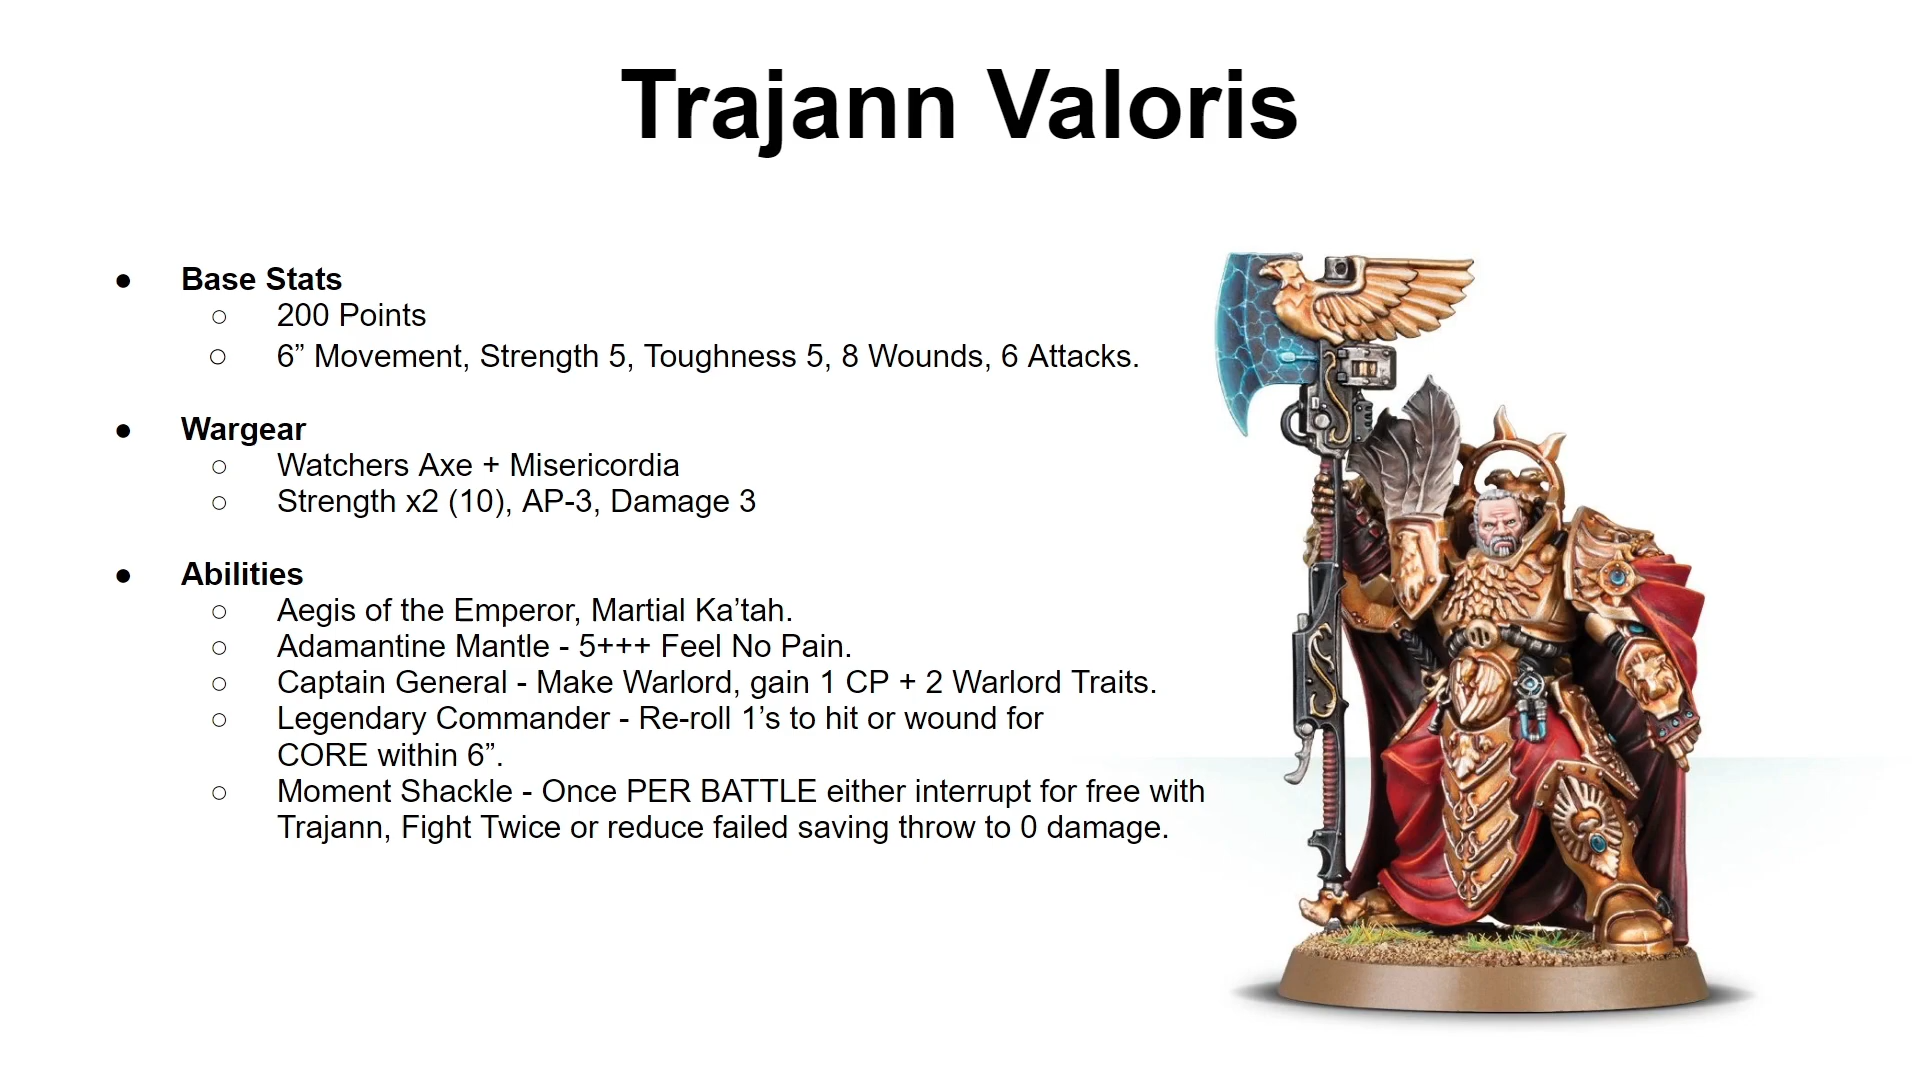 Trajann Valoris
● Base Stats
○ 200 Points
○ 6” Movement, Strength 5, Toughness 5, 8 Wounds, 6 Attacks.
● Wargear
○ Watchers Axe + Misericordia
○ Strength x2 (10), AP-3, Damage 3
● Abilities
○ Aegis of the Emperor, Martial Ka’tah.
○ Adamantine Mantle - 5+++ Feel No Pain.
○ Captain General - Make Warlord, gain 1 CP + 2 Warlord Traits.
○ Legendary Commander - Re-roll 1’s to hit or wound for
CORE within 6”.
○ Moment Shackle - Once PER BATTLE either interrupt for free with
Trajann, Fight Twice or reduce failed saving throw to 0 damage.